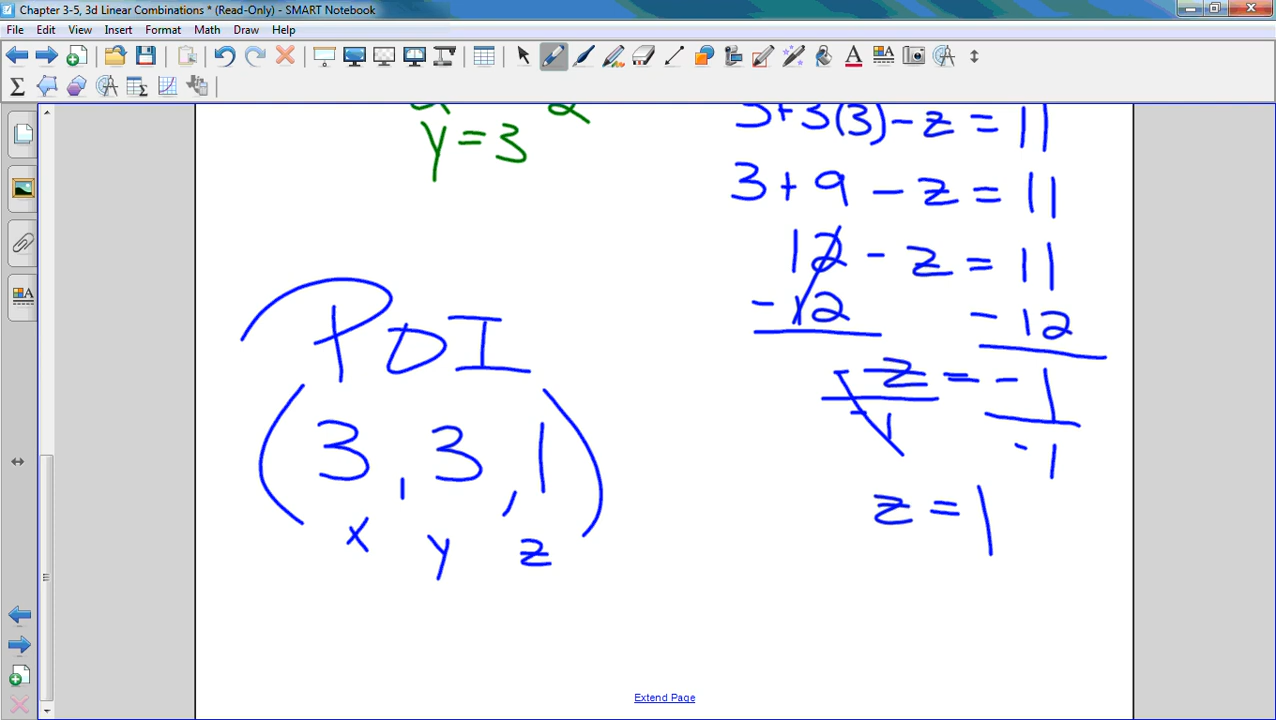 Chapter 3-5, 3d Linear Combinations * (Read-Only) - SMART Notebook
File Edit View Insert Format Math Draw Help
y = 3
3 + 3(3) - z = 11
3 + 9 - z = 11
12 - z = 11
- 12 - 12
- z = - 1
- 1 - 1
z = 1
POI
(3, 3, 1)
x y z
Extend Page